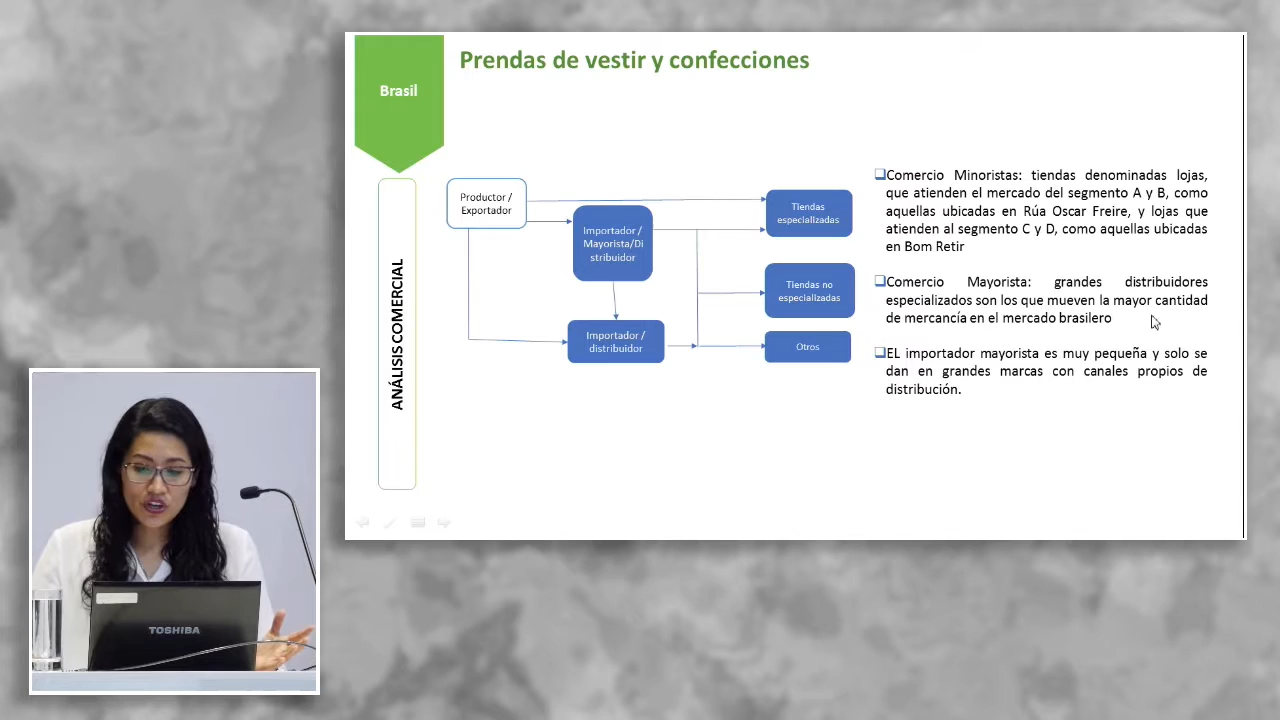 Brasil
Prendas de vestir y confecciones
ANÁLISIS COMERCIAL
Productor /
Exportador
Importador /
Mayorista/Di
stribuidor
Importador /
distribuidor
Tiendas
especializadas
Tiendas no
especializadas
Otros
❑Comercio Minoristas: tiendas denominadas lojas,
que atienden el mercado del segmento A y B, como
aquellas ubicadas en Rúa Oscar Freire, y lojas que
atienden al segmento C y D, como aquellas ubicadas
en Bom Retir
❑Comercio Mayorista: grandes distribuidores
especializados son los que mueven la mayor cantidad
de mercancía en el mercado brasilero
❑EL importador mayorista es muy pequeña y solo se
dan en grandes marcas con canales propios de
distribución.
TOSHIBA